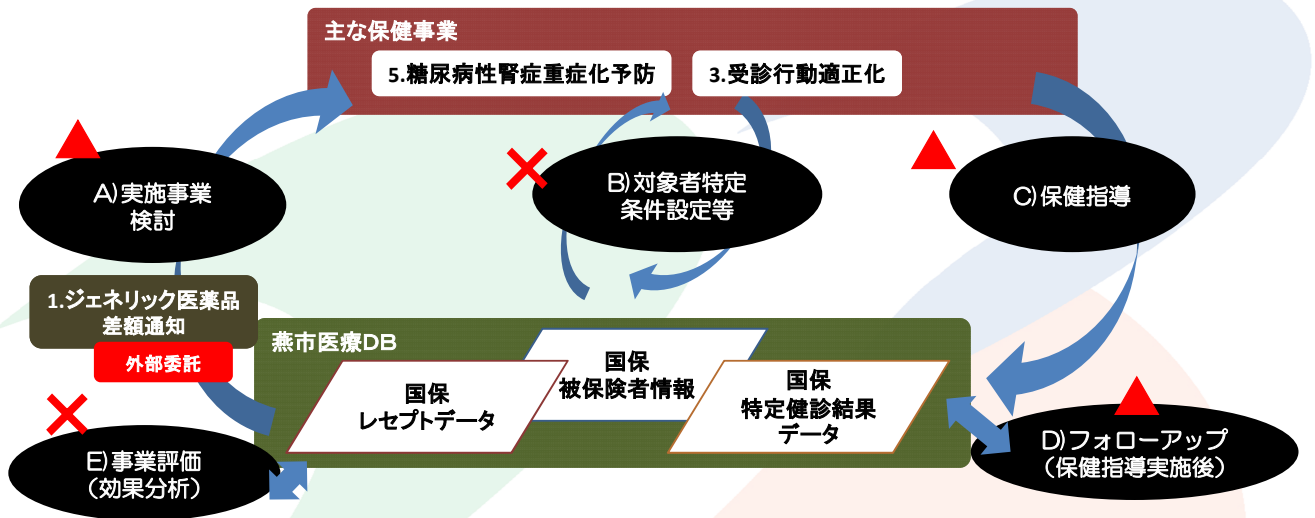 主な保健事業
5.糖尿病性腎症重症化予防
3.受診行動適正化
A)実施事業
検討
B)対象者特定
条件設定等
C)保健指導
1.ジェネリック医薬品
差額通知
外部委託
燕市医療DB
国保
レセプトデータ
国保
被保険者情報
国保
特定健診結果
データ
D)フォローアップ
(保健指導実施後)
E)事業評価
(効果分析)